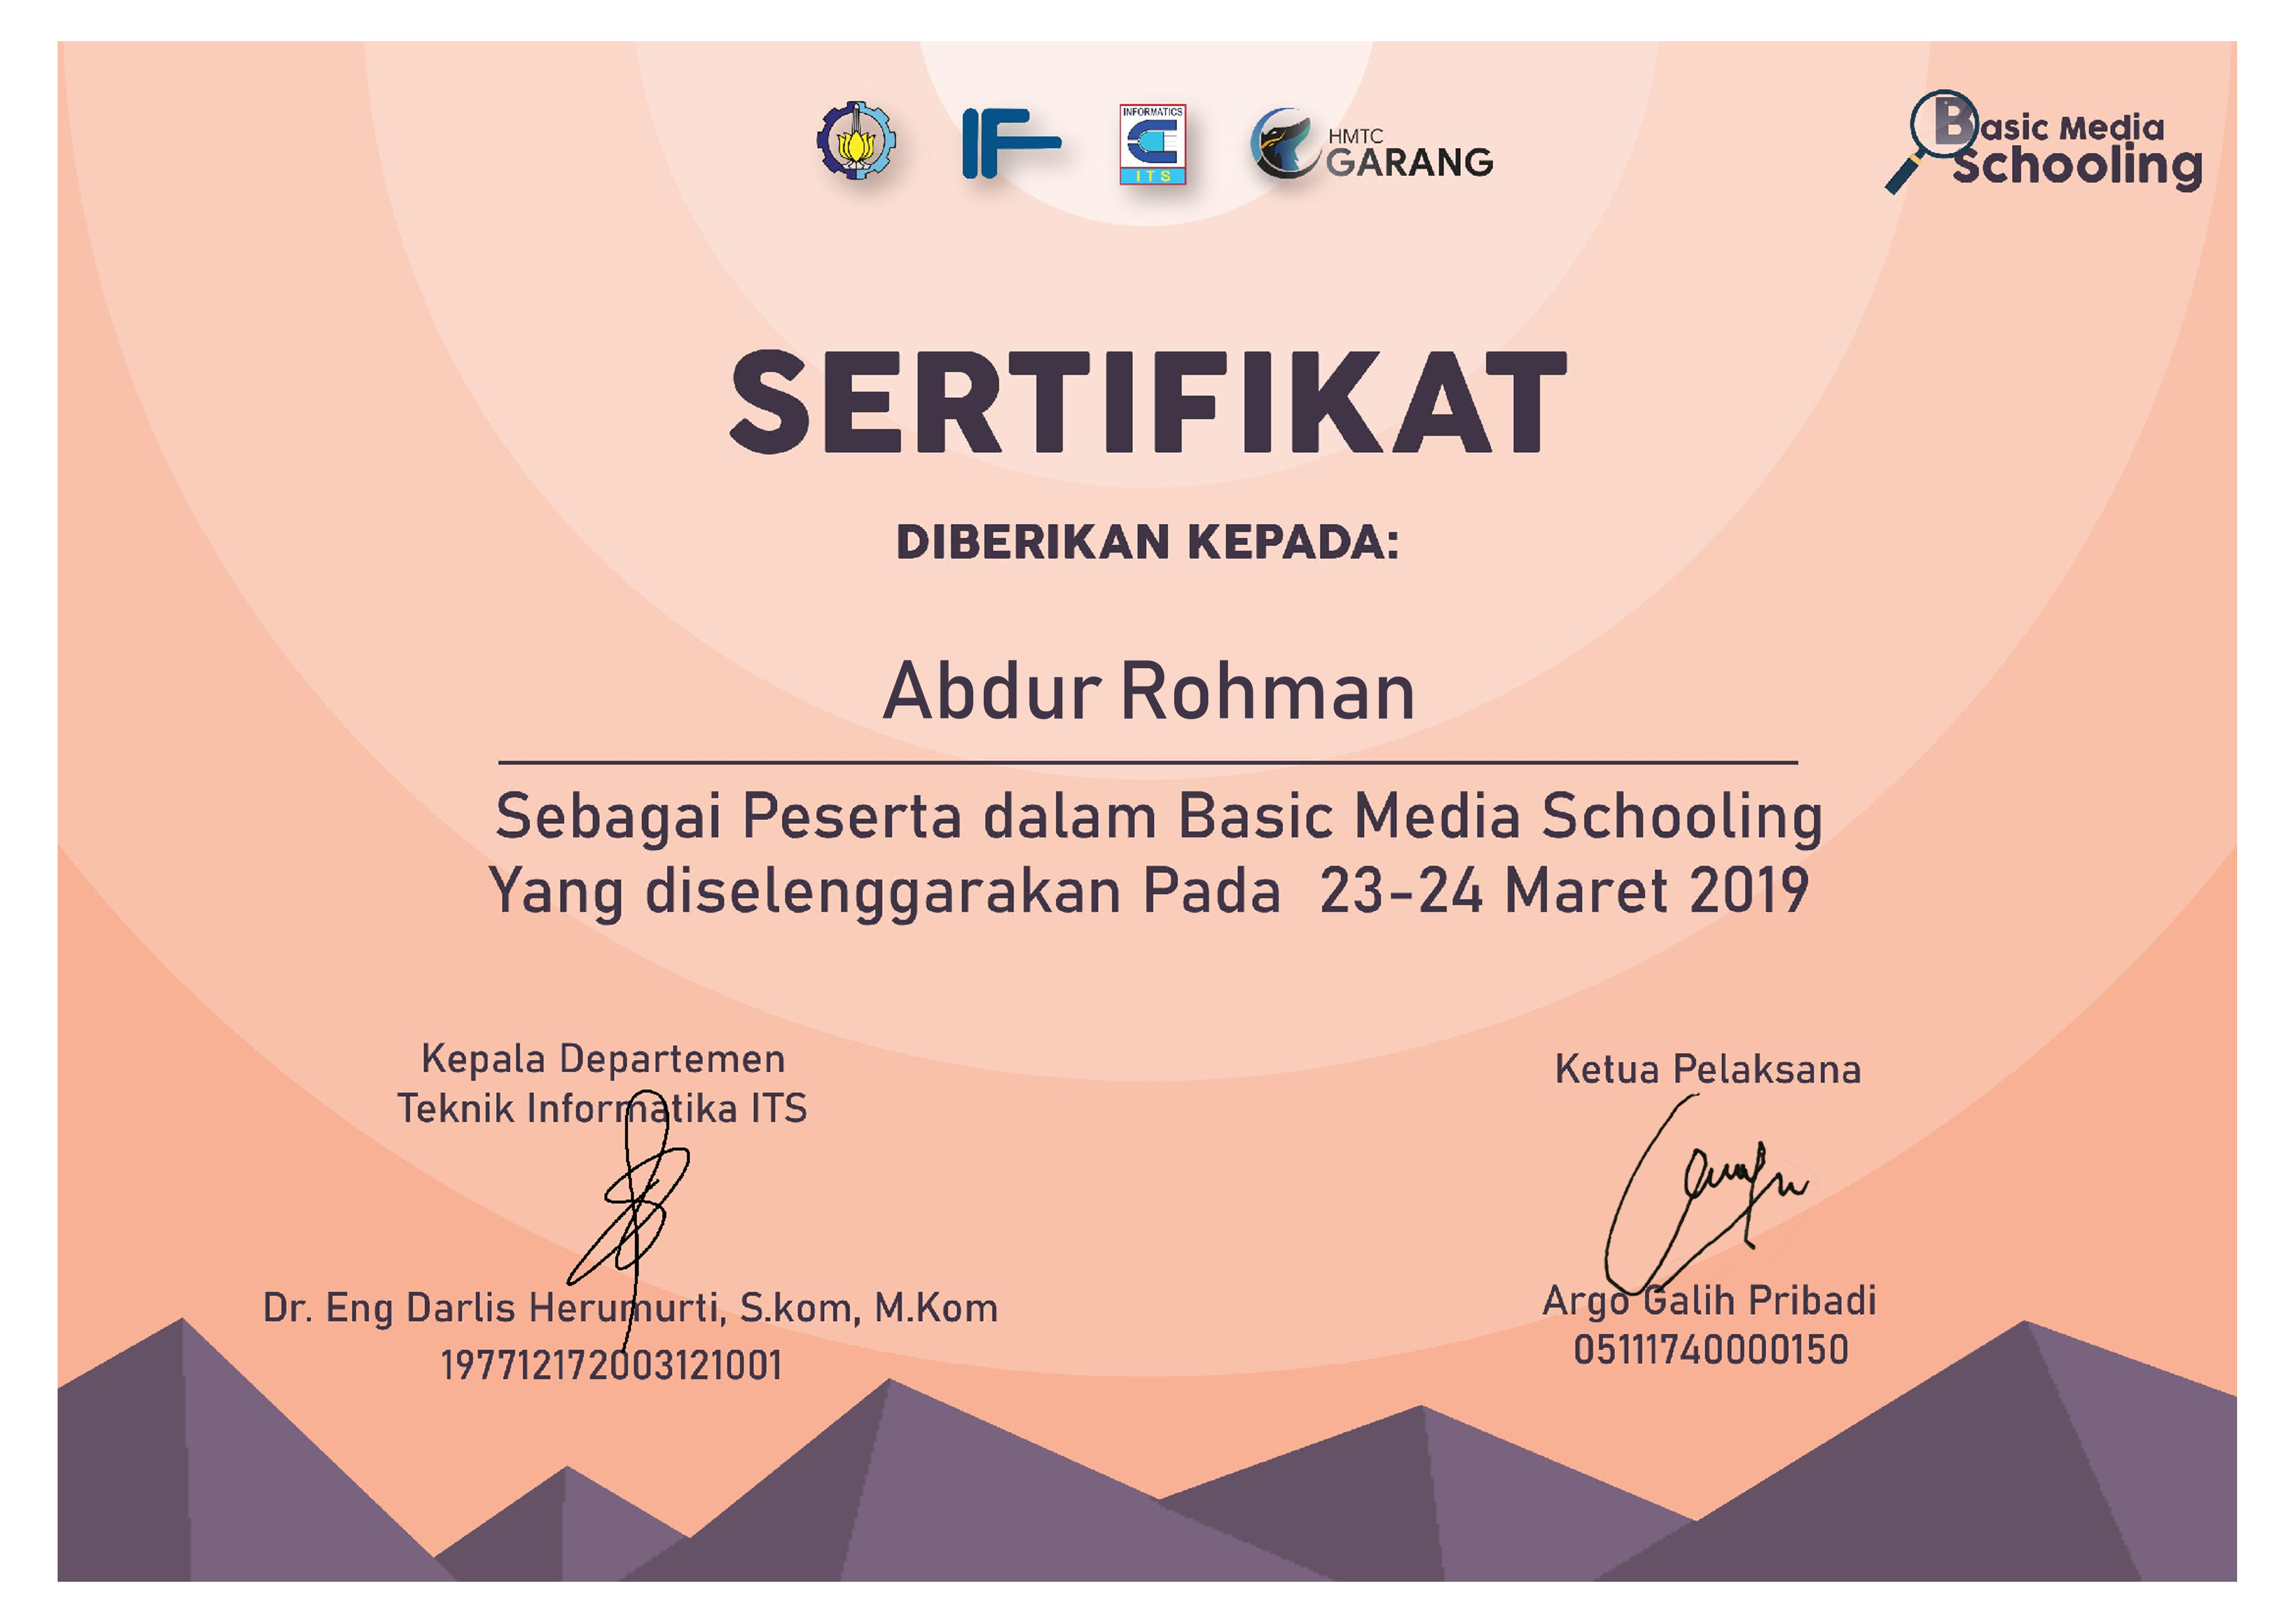 INFORMATICS
ITS
HMTC
GARANG
Basic Media
Schooling
SERTIFIKAT
DIBERIKAN KEPADA:
Abdur Rohman
Sebagai Peserta dalam Basic Media Schooling
Yang diselenggarakan Pada 23-24 Maret 2019
Kepala Departemen
Teknik Informatika ITS
Dr. Eng Darlis Herumurti, S.kom, M.Kom
197712172003121001
Ketua Pelaksana
Argo Galih Pribadi
05111740000150